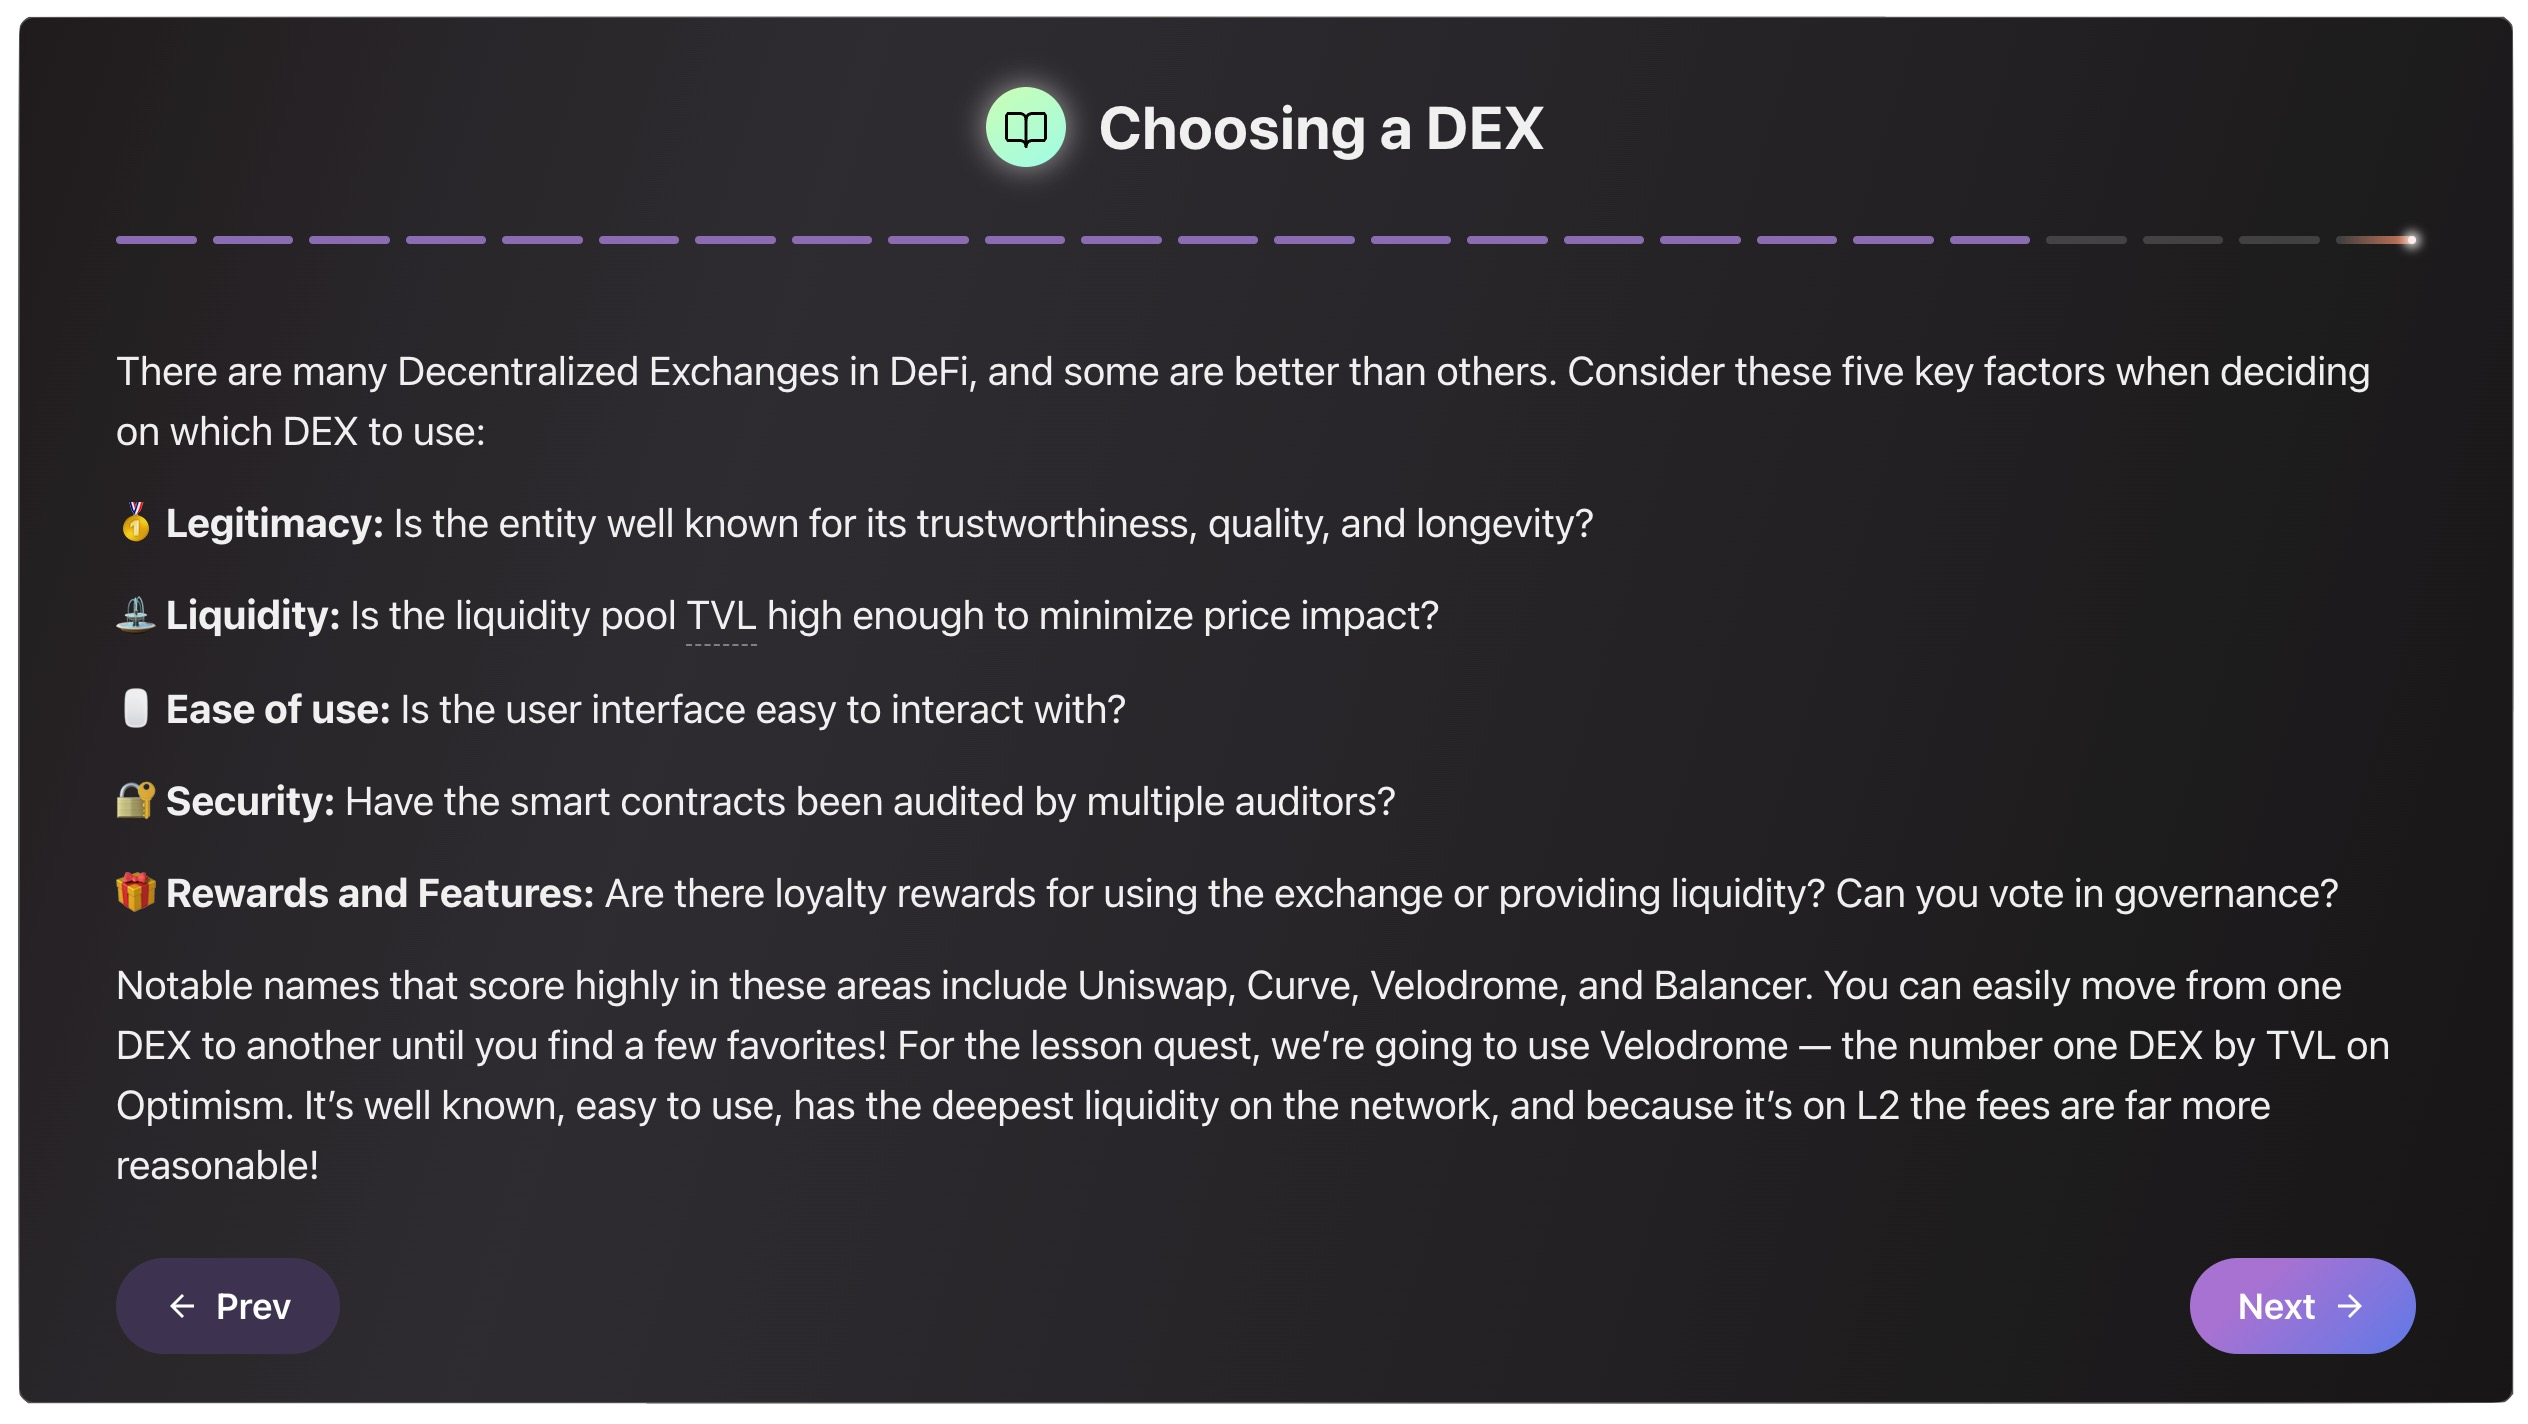 Choosing a DEX
There are many Decentralized Exchanges in DeFi, and some are better than others. Consider these five key factors when deciding
on which DEX to use:
🏅 Legitimacy: Is the entity well known for its trustworthiness, quality, and longevity?
⛲ Liquidity: Is the liquidity pool TVL high enough to minimize price impact?
Ease of use: Is the user interface easy to interact with?
🔐 Security: Have the smart contracts been audited by multiple auditors?
🎁 Rewards and Features: Are there loyalty rewards for using the exchange or providing liquidity? Can you vote in governance?
Notable names that score highly in these areas include Uniswap, Curve, Velodrome, and Balancer. You can easily move from one
DEX to another until you find a few favorites! For the lesson quest, we’re going to use Velodrome — the number one DEX by TVL on
Optimism. It’s well known, easy to use, has the deepest liquidity on the network, and because it’s on L2 the fees are far more
reasonable!
← Prev
Next →